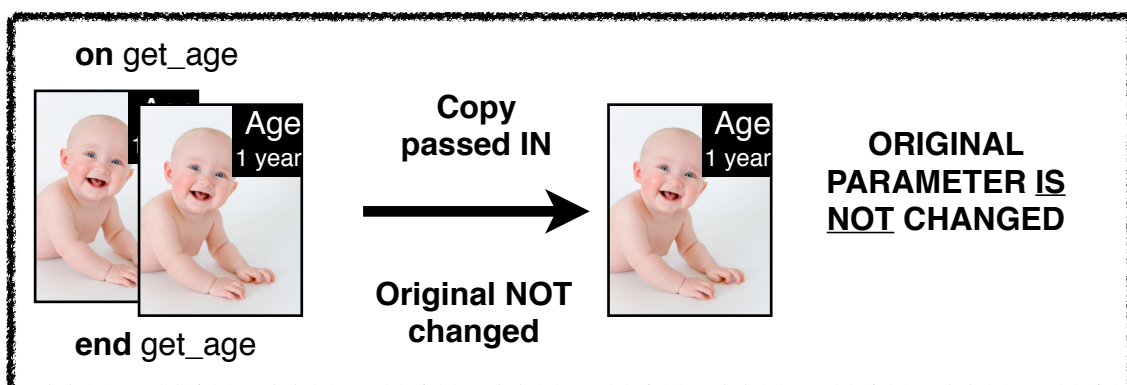 on get_age
Age
1 year
Copy
passed IN
Original NOT
changed
Age
1 year
ORIGINAL
PARAMETER IS
NOT CHANGED
end get_age